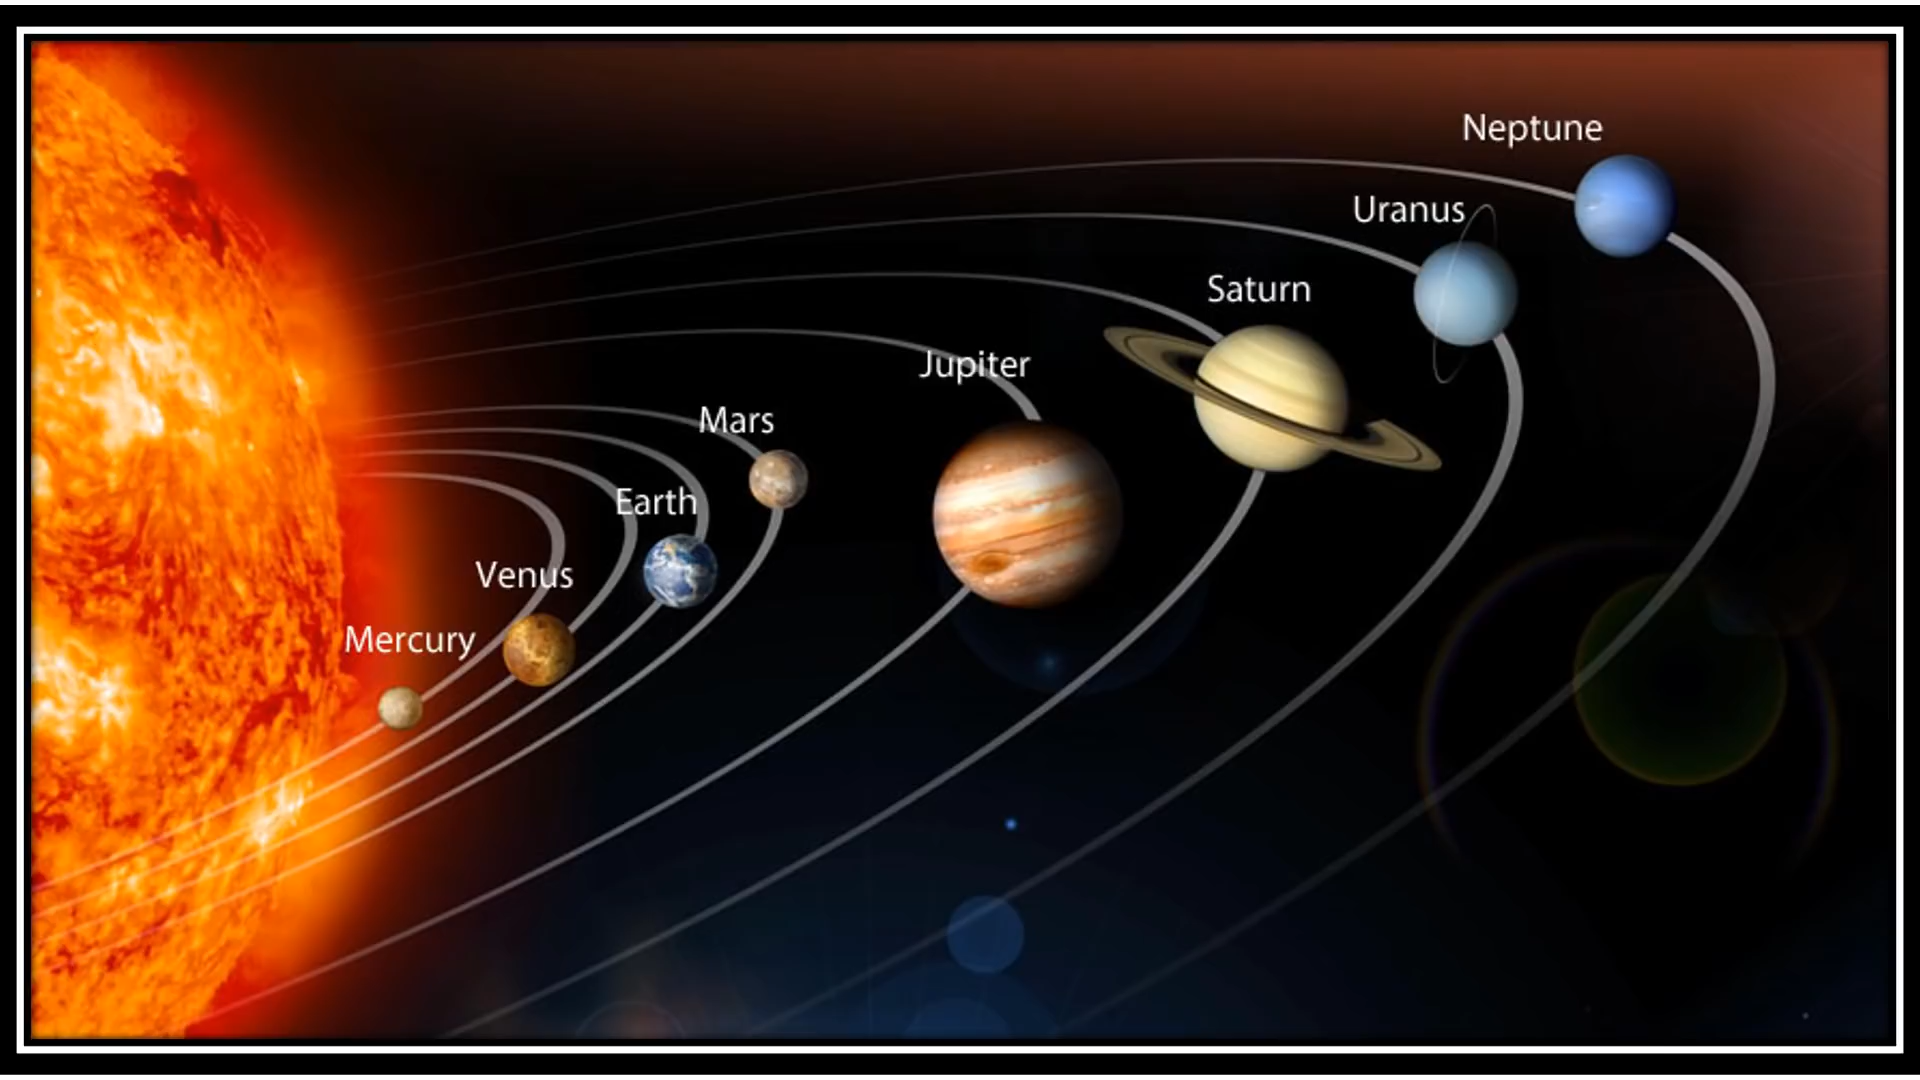 Neptune
Uranus
Saturn
Jupiter
Mars
Earth
Venus
Mercury